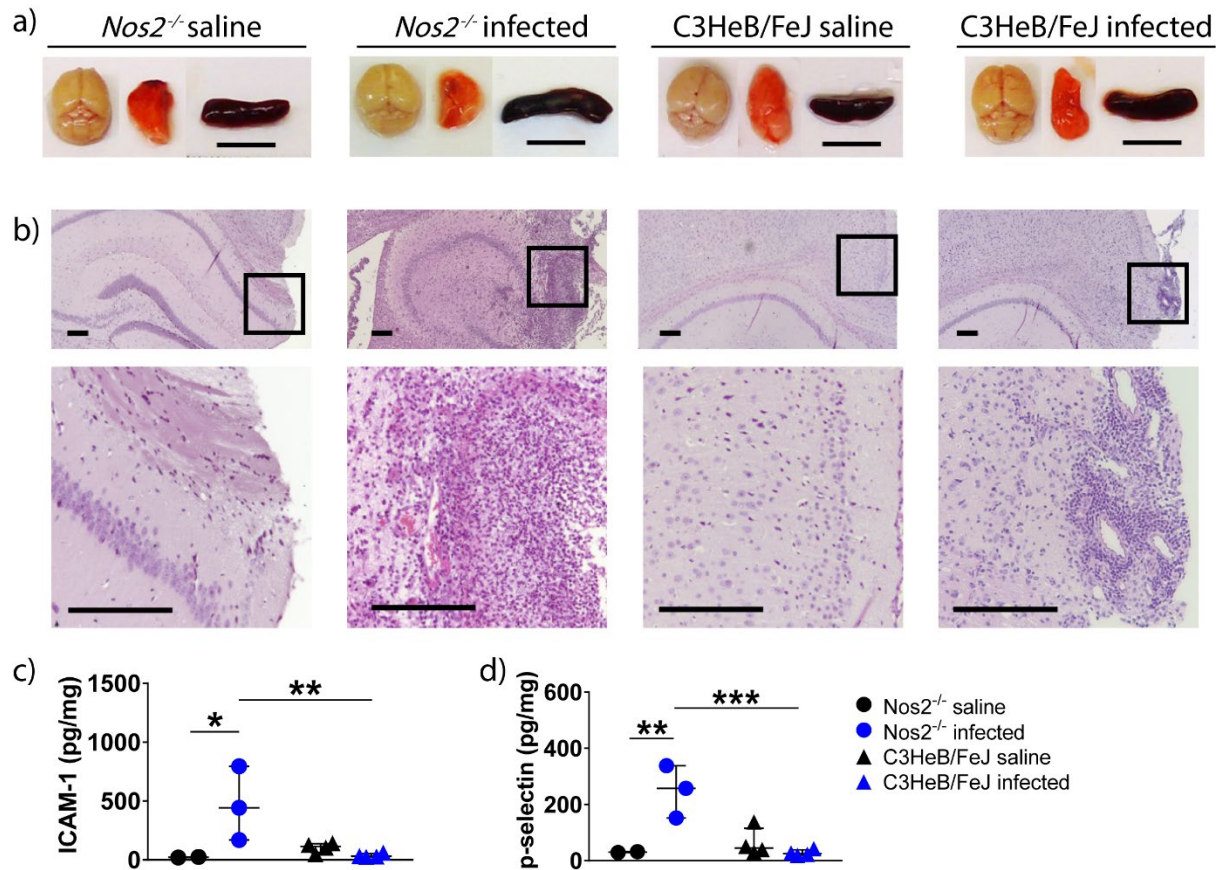 a)
Nos2-/- saline
Nos2-/- infected
C3HeB/FeJ saline
C3HeB/FeJ infected
b)
c)
ICAM-1 (pg/mg)
1500
1000
500
0
*
**
d)
p-selectin (pg/mg)
600
400
200
0
**
***
Nos2-/- saline
Nos2-/- infected
C3HeB/FeJ saline
C3HeB/FeJ infected